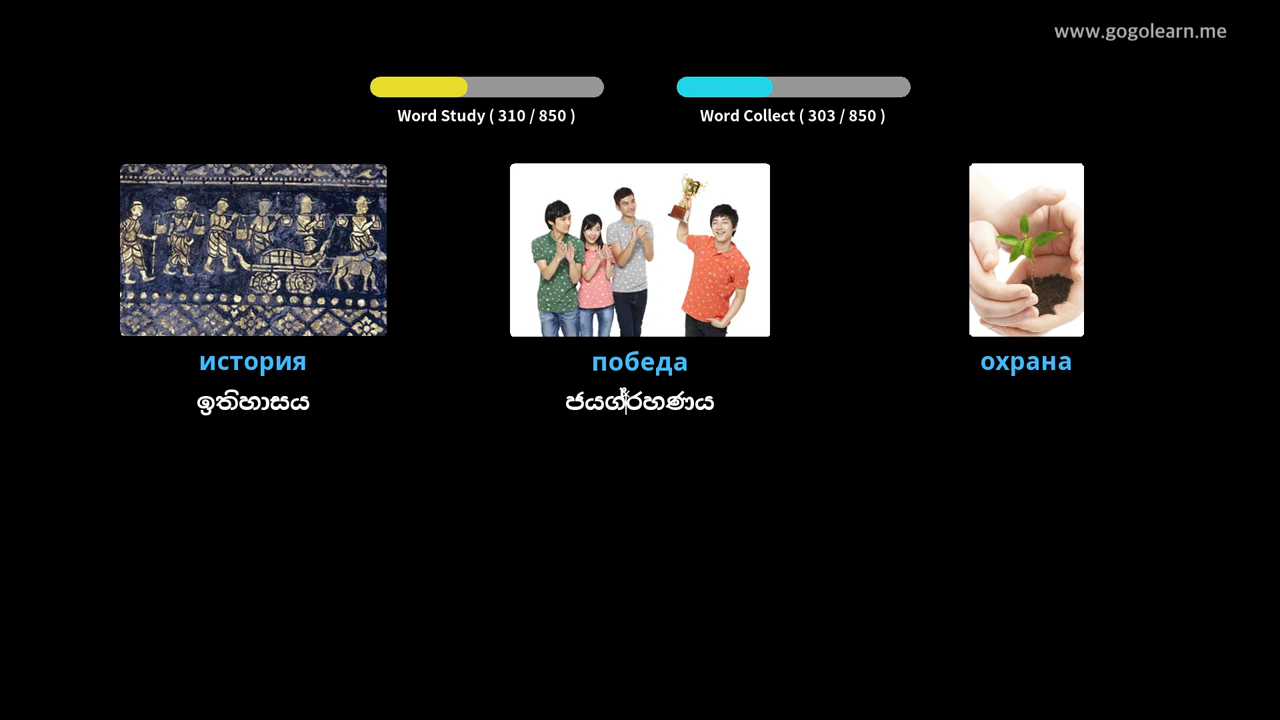 www.gogolearn.me
Word Study ( 310 / 850 )
Word Collect ( 303 / 850 )
история
победа
охрана
ඉතිහාසය
ජයග්‍රහණය